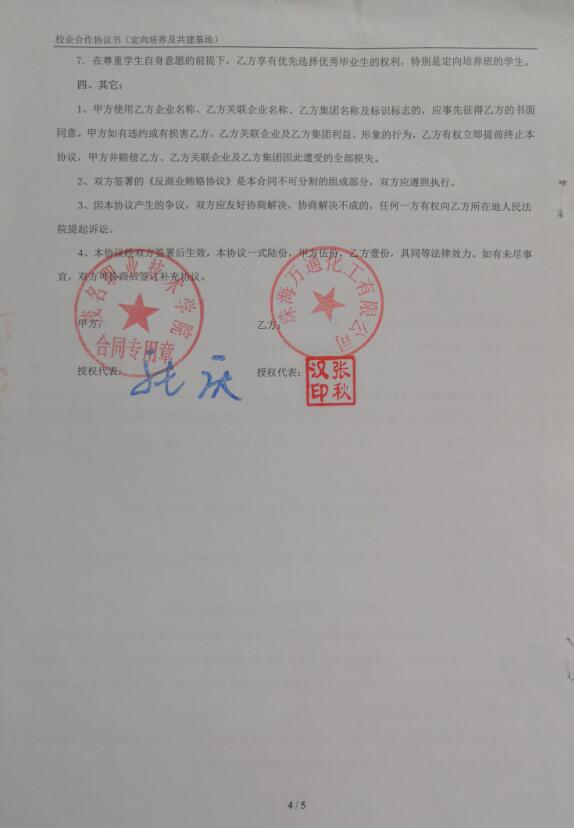 校企合作协议书（定向培养及共建基地）
7. 在尊重学生自身意愿的前提下，乙方享有优先选择优秀毕业生的权利，特别是定向培养班的学生。
四、其它：
1、甲方使用乙方企业名称、乙方关联企业名称、乙方集团名称及标识标志的，应事先征得乙方的书面
同意。甲方如有违约或有损害乙方、乙方关联企业及乙方集团利益、形象的行为，乙方有权立即提前终止本
协议，甲方并赔偿乙方、乙方关联企业及乙方集团因此遭受的全部损失。
2、双方签署的《反商业贿赂协议》是本合同不可分割的组成部分，双方应遵照执行。
3、因本协议产生的争议，双方应友好协商解决，协商解决不成的，任何一方有权向乙方所在地人民法
院提起诉讼。
4、本协议经双方签署后生效。本协议一式陆份，甲方伍份，乙方壹份，具同等法律效力。如有未尽事
宜，双方可协商后签订补充协议。
茂名职业技术学院
合同专用章
珠海万通化工有限公司
甲方：
乙方：
授权代表：
授权代表：
张秋汉印
4 / 5